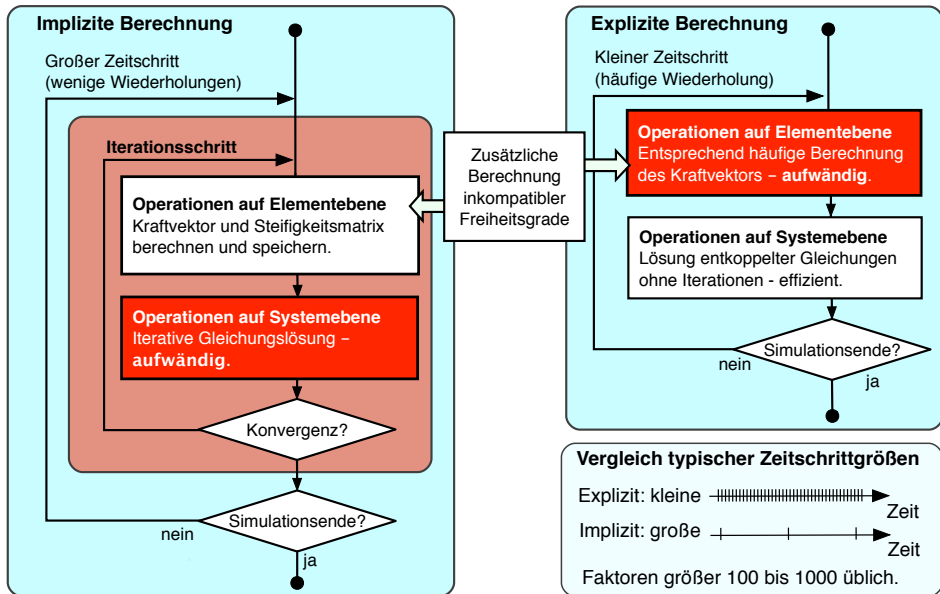 Implizite Berechnung
Großer Zeitschritt
(wenige Wiederholungen)
Iterationsschritt
Operationen auf Elementebene
Kraftvektor und Steifigkeitsmatrix
berechnen und speichern.
Operationen auf Systemebene
Iterative Gleichungslösung –
aufwändig.
Konvergenz?
Simulationsende?
nein
ja
Zusätzliche
Berechnung
inkompatibler
Freiheitsgrade
Explizite Berechnung
Kleiner Zeitschritt
(häufige Wiederholung)
Operationen auf Elementebene
Entsprechend häufige Berechnung
des Kraftvektors – aufwändig.
Operationen auf Systemebene
Lösung entkoppelter Gleichungen
ohne Iterationen - effizient.
Simulationsende?
nein
ja
Vergleich typischer Zeitschrittgrößen
Explizit: kleine
Zeit
Implizit: große
Zeit
Faktoren größer 100 bis 1000 üblich.